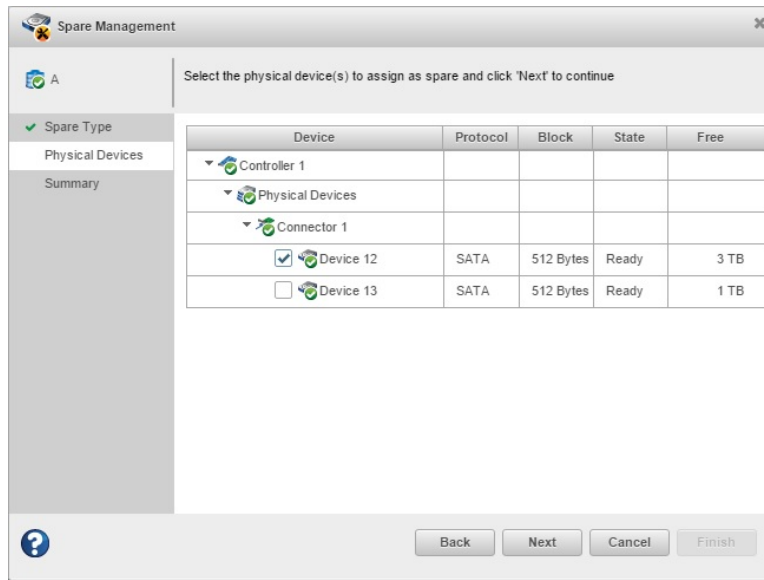 Spare Management
A
Select the physical device(s) to assign as spare and click 'Next' to continue
Spare Type
Physical Devices
Summary
Device Protocol Block State Free
Controller 1
Physical Devices
Connector 1
Device 12 SATA 512 Bytes Ready 3 TB
Device 13 SATA 512 Bytes Ready 1 TB
? Back Next Cancel Finish